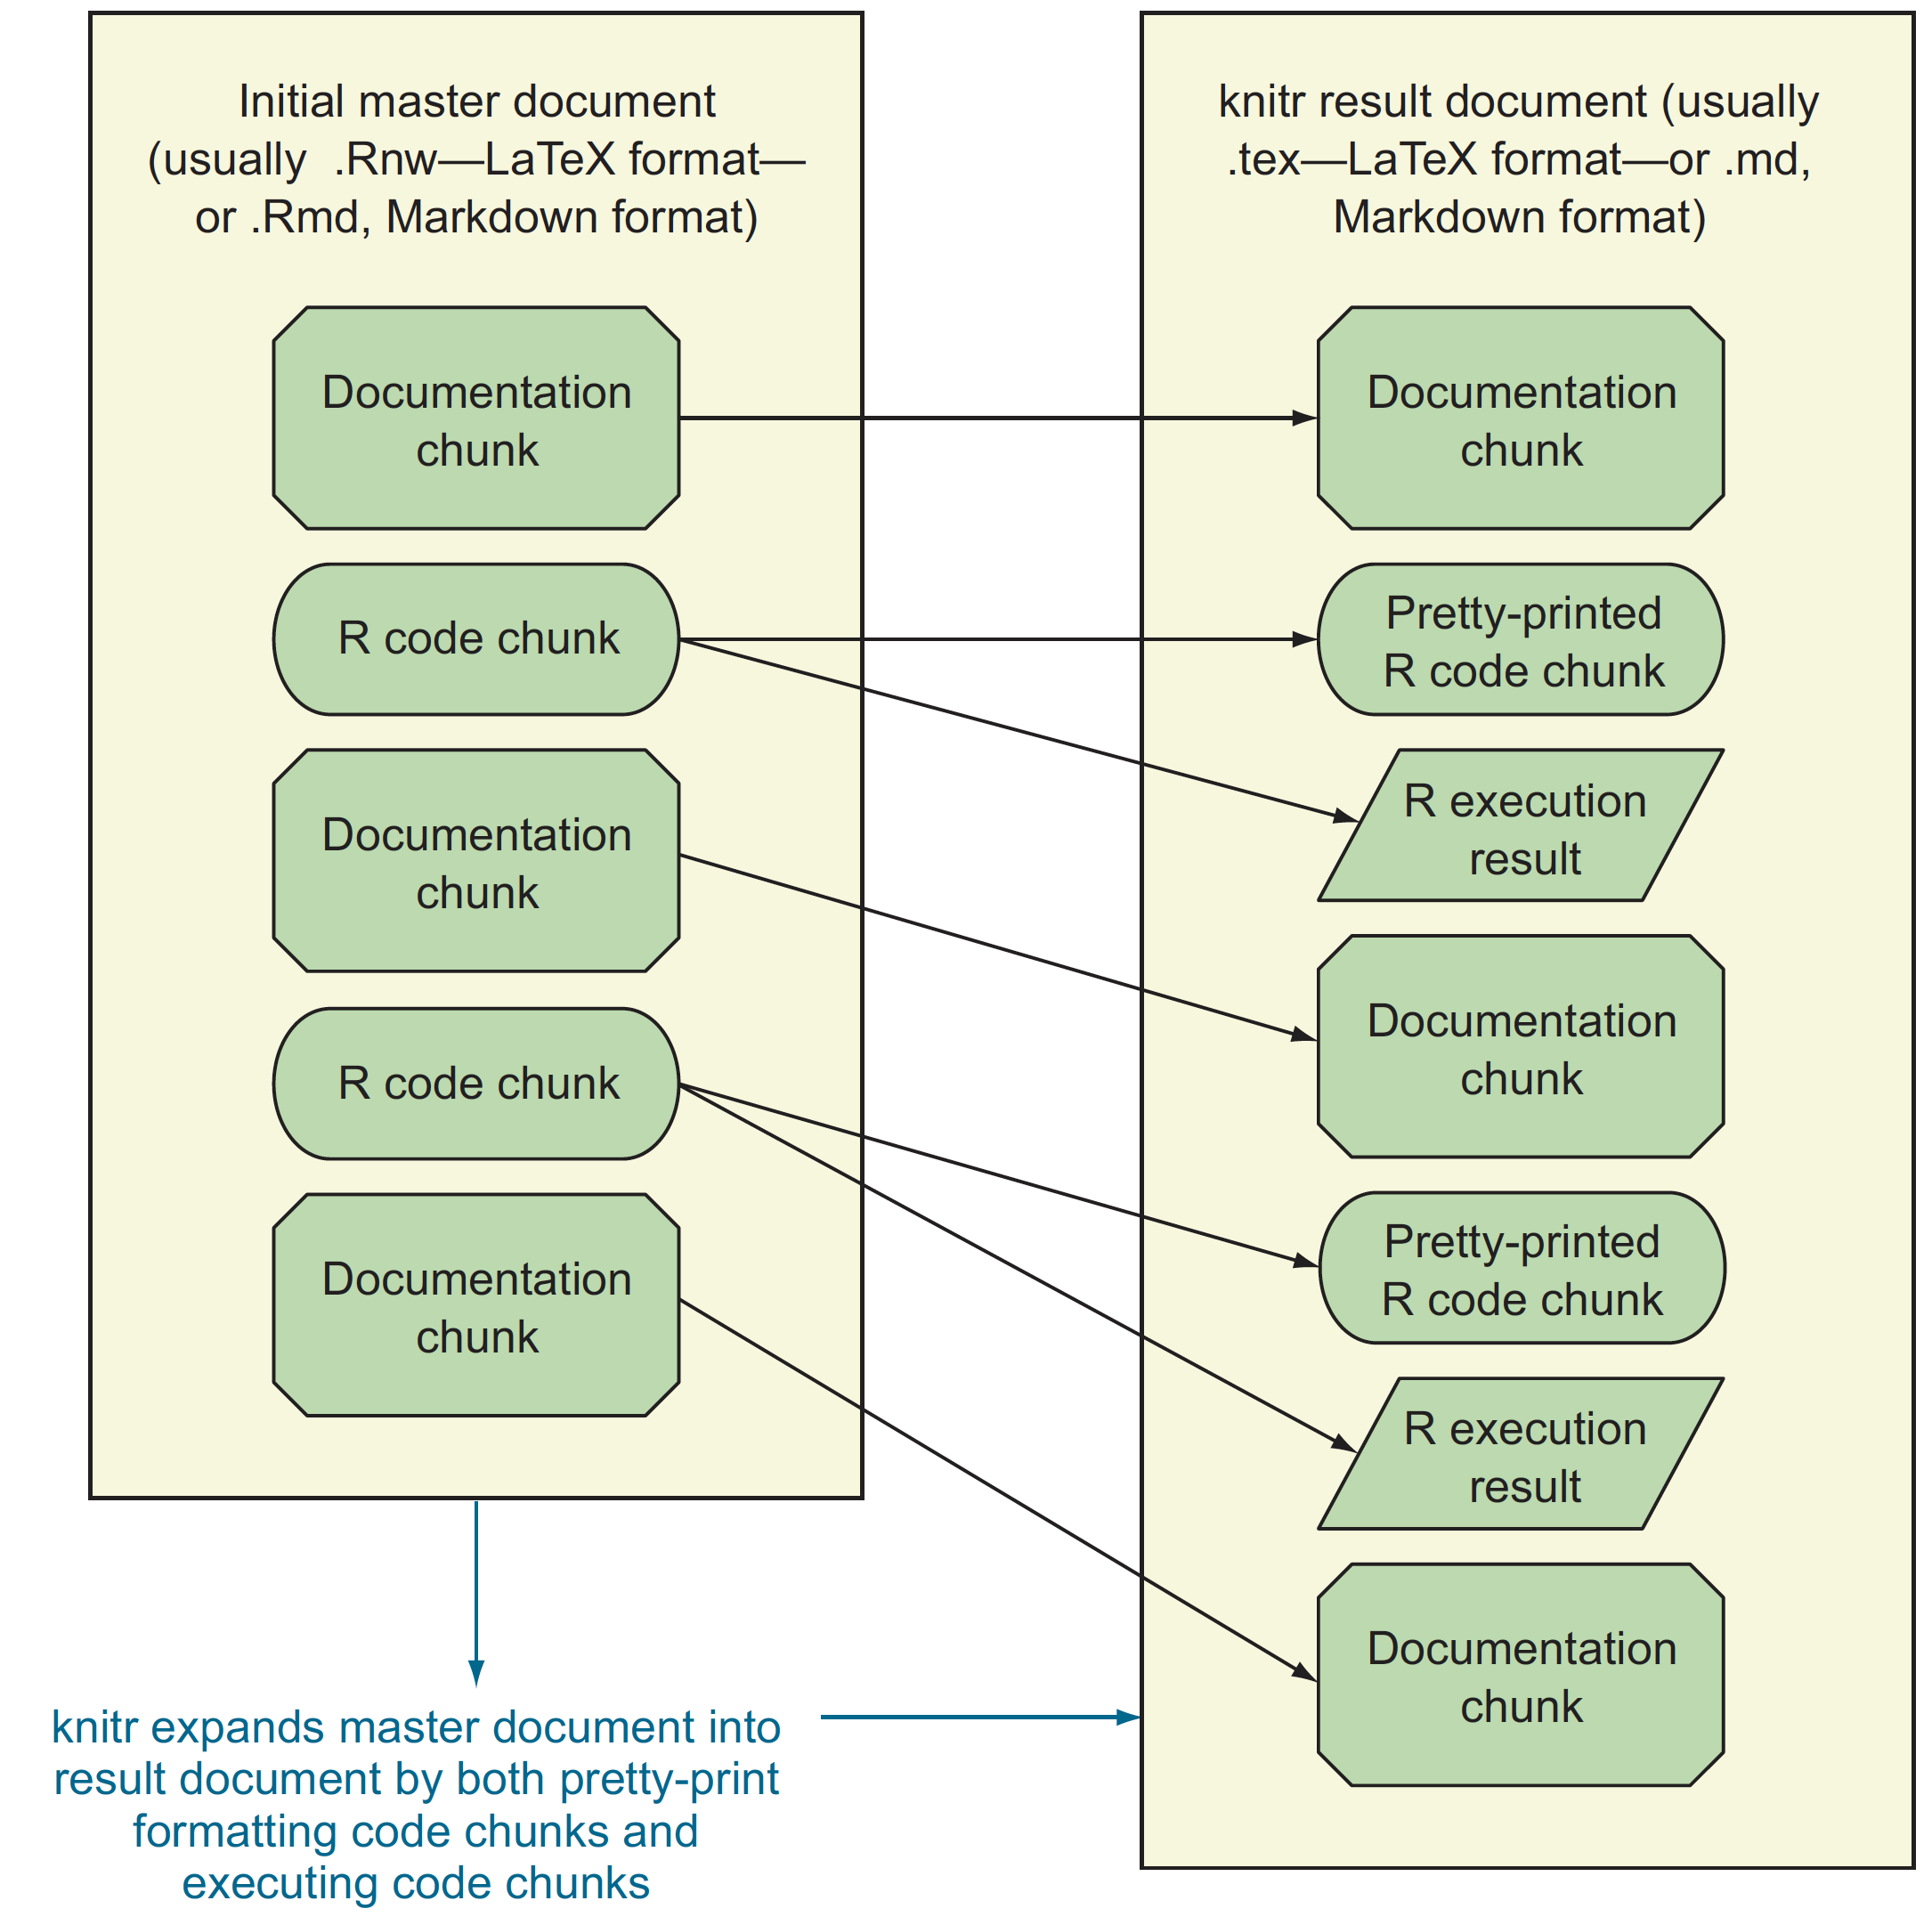 Initial master document
(usually .Rnw—LaTeX format—
or .Rmd, Markdown format)
Documentation
chunk
R code chunk
Documentation
chunk
R code chunk
Documentation
chunk
knitr expands master document into
result document by both pretty-print
formatting code chunks and
executing code chunks
knitr result document (usually
.tex—LaTeX format—or .md,
Markdown format)
Documentation
chunk
Pretty-printed
R code chunk
R execution
result
Documentation
chunk
Pretty-printed
R code chunk
R execution
result
Documentation
chunk